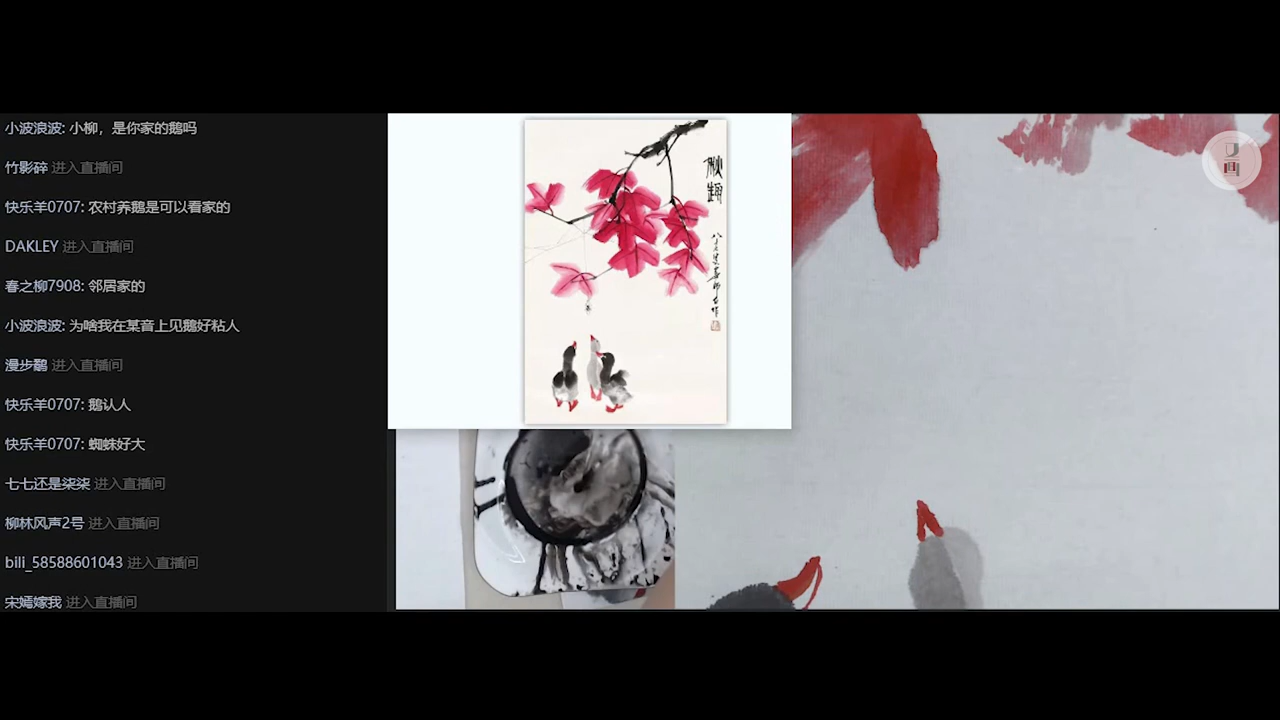 小波浪波: 小柳，是你家的鹅吗
竹影碎 进入直播间
快乐羊0707: 农村养鹅是可以看家的
DAKLEY 进入直播间
春之柳7908: 邻居家的
小波浪波: 为啥我在某音上见鹅好粘人
漫步鹬 进入直播间
快乐羊0707: 鹅认人
快乐羊0707: 蜘蛛好大
七七还是柒柒 进入直播间
柳林风声2号 进入直播间
bili_58588601043 进入直播间
宋嫣嫁我 进入直播间
秋趣